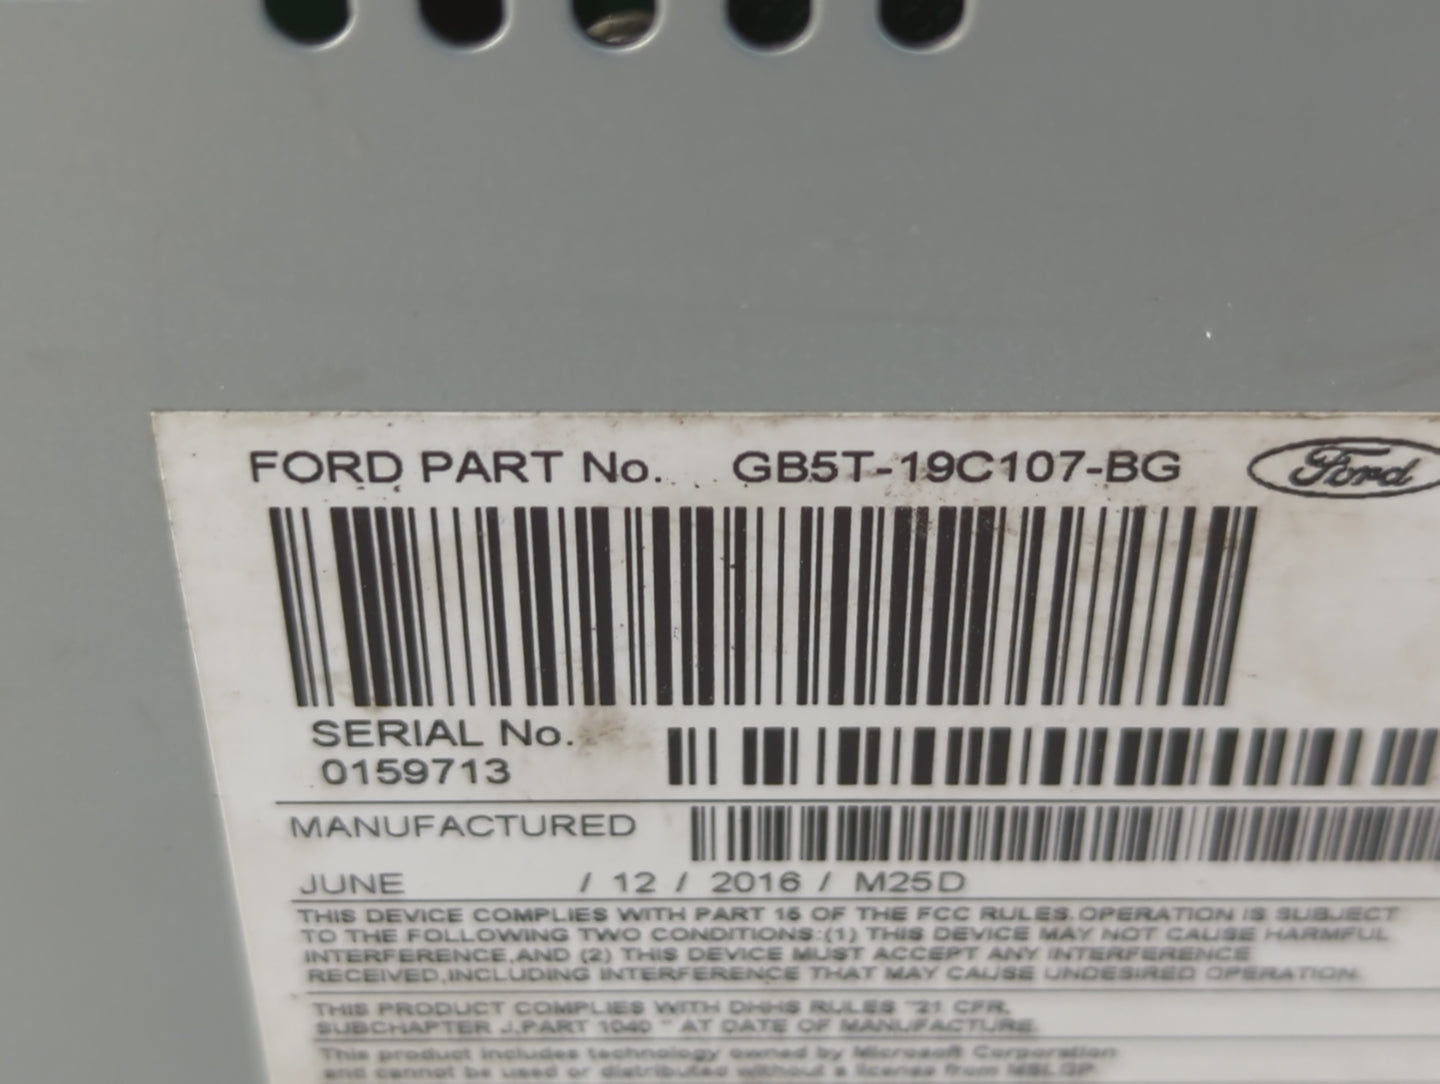 FORD PART No. GB5T-19C107-BG Ford
SERIAL No.
0159713
MANUFACTURED
JUNE / 12 / 2016 / M25D
THIS DEVICE COMPLIES WITH PART 15 OF THE FCC RULES. OPERATION IS SUBJECT
TO THE FOLLOWING TWO CONDITIONS:(1) THIS DEVICE MAY NOT CAUSE HARMFUL
INTERFERENCE,AND (2) THIS DEVICE MUST ACCEPT ANY INTERFERENCE
RECEIVED,INCLUDING INTERFERENCE THAT MAY CAUSE UNDESIRED OPERATION.
THIS PRODUCT COMPLIES WITH DHHS RULES "21 CFR,
SUBCHAPTER J,PART 1040 " AT DATE OF MANUFACTURE.
This product includes technology owned by Microsoft Corporation
and cannot be used or distributed without a license from MSLGP.